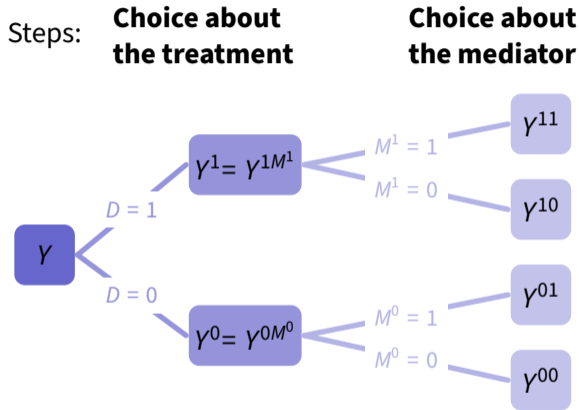 Steps:
Choice about
the treatment
Choice about
the mediator
Y
D = 1
D = 0
Y¹= Y¹ᴹ¹
Y⁰= Y⁰ᴹ⁰
M¹ = 1
M¹ = 0
M⁰ = 1
M⁰ = 0
Y¹¹
Y¹⁰
Y⁰¹
Y⁰⁰